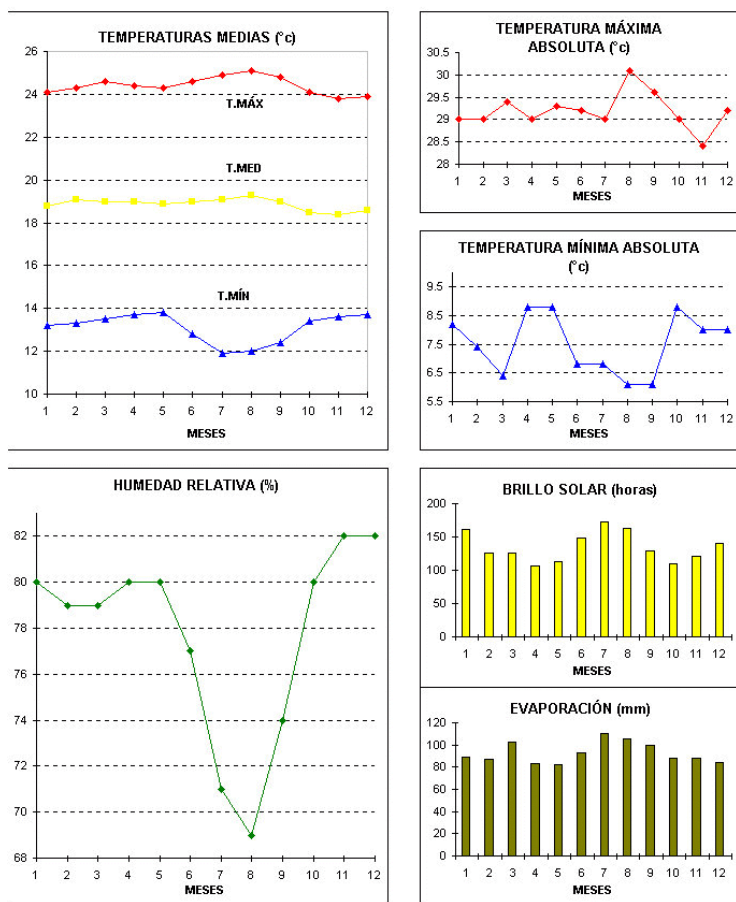 TEMPERATURAS MEDIAS (°c)
26
24
22
20
18
16
14
12
10
T.MÁX
T.MED
T.MÍN
1 2 3 4 5 6 7 8 9 10 11 12
MESES
TEMPERATURA MÁXIMA
ABSOLUTA (°c)
30.5
30
29.5
29
28.5
28
1 2 3 4 5 6 7 8 9 10 11 12
MESES
TEMPERATURA MÍNIMA ABSOLUTA
(°c)
9.5
8.5
7.5
6.5
5.5
1 2 3 4 5 6 7 8 9 10 11 12
MESES
HUMEDAD RELATIVA (%)
82
80
78
76
74
72
70
68
1 2 3 4 5 6 7 8 9 10 11 12
MESES
BRILLO SOLAR (horas)
200
150
100
50
0
1 2 3 4 5 6 7 8 9 10 11 12
MESES
EVAPORACIÓN (mm)
120
100
80
60
40
20
0
1 2 3 4 5 6 7 8 9 10 11 12
MESES